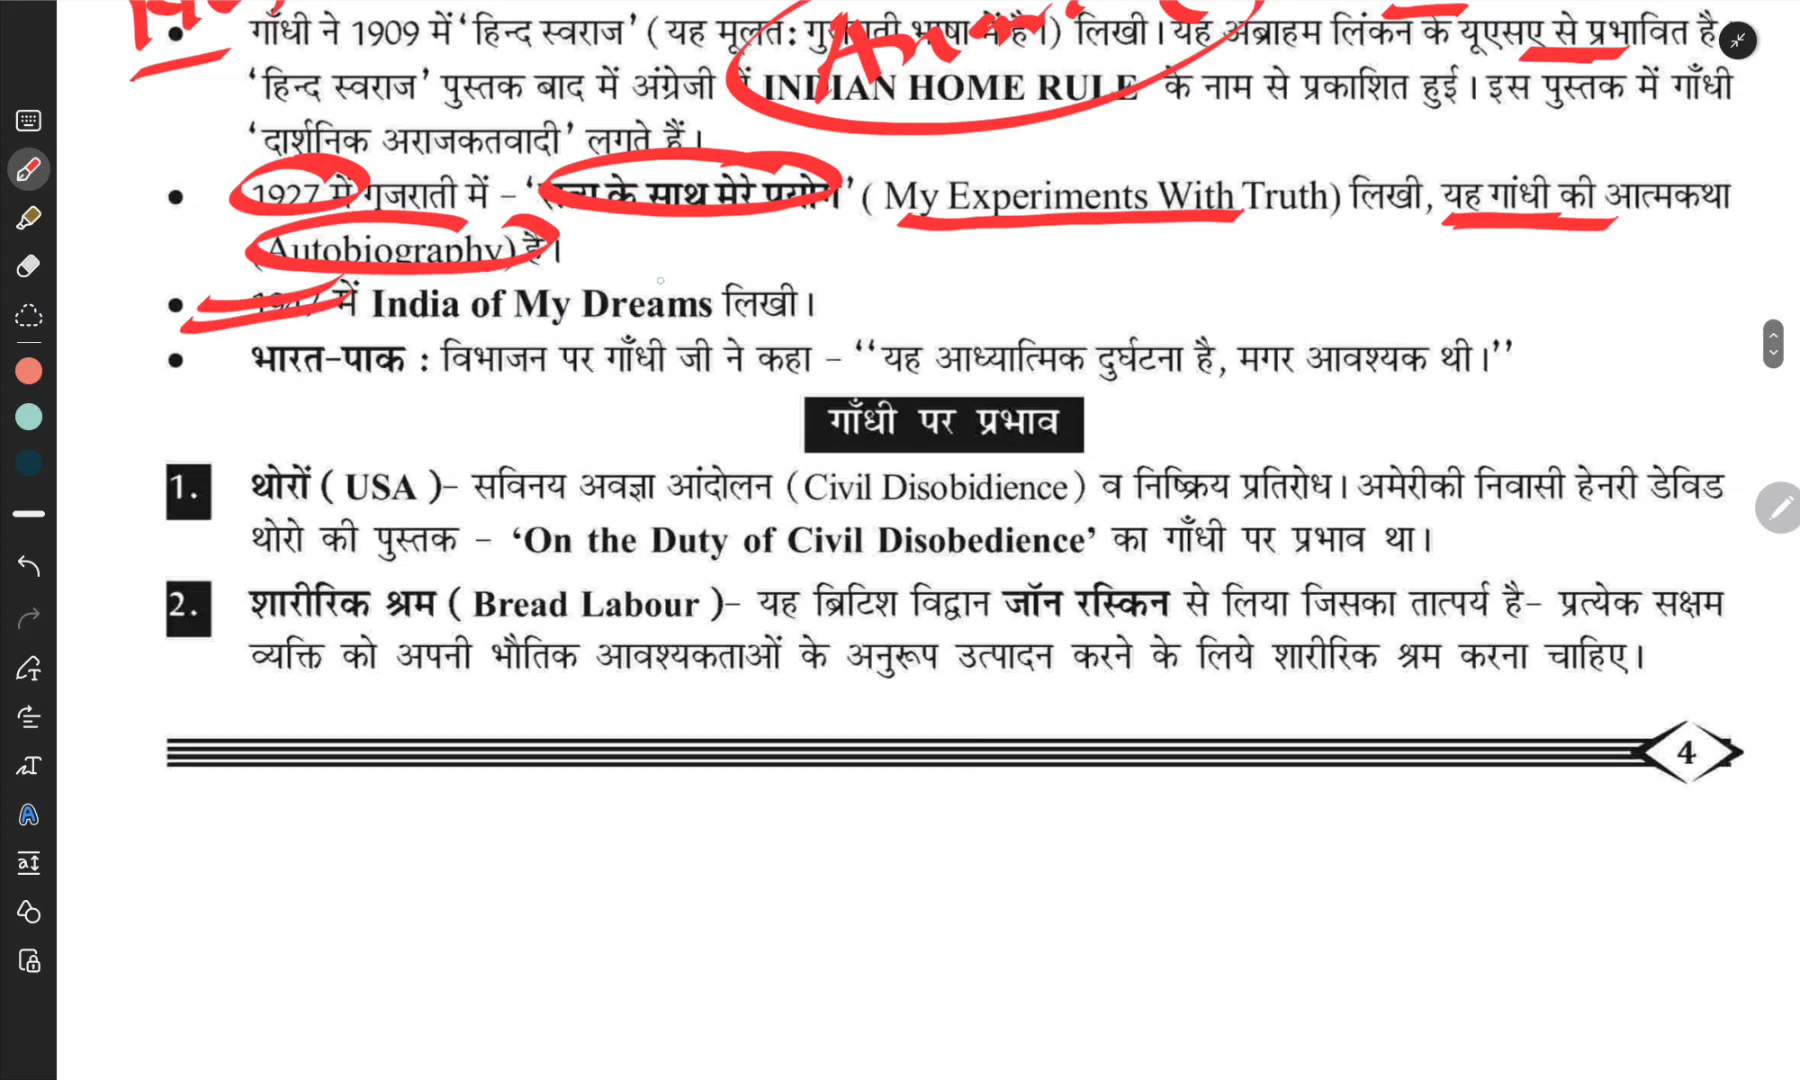 गाँधी ने 1909 में ‘हिन्द स्वराज’ (यह मूलतः भाषा में है।) लिखी। यह अब्राहम लिंकन के यूएसए से प्रभावित है
‘हिन्द स्वराज’ पुस्तक बाद में अंग्रेजी में INDIAN HOME RULE के नाम से प्रकाशित हुई। इस पुस्तक में गाँधी
‘दार्शनिक अराजकतवादी’ लगते हैं।
• 1927 में गुजराती में – ‘सत्य के साथ मेरे प्रयोग’ ( My Experiments With Truth) लिखी, यह गांधी की आत्मकथा
(Autobiography) है।
• में India of My Dreams लिखी।
• भारत-पाक : विभाजन पर गाँधी जी ने कहा – ‘‘यह आध्यात्मिक दुर्घटना है, मगर आवश्यक थी।’’
गाँधी पर प्रभाव
1. थोरों ( USA )– सविनय अवज्ञा आंदोलन (Civil Disobidience) व निष्क्रिय प्रतिरोध। अमेरीकी निवासी हेनरी डेविड
थोरो की पुस्तक – ‘On the Duty of Civil Disobedience’ का गाँधी पर प्रभाव था।
2. शारीरिक श्रम ( Bread Labour )– यह ब्रिटिश विद्वान जॉन रस्किन से लिया जिसका तात्पर्य है– प्रत्येक सक्षम
व्यक्ति को अपनी भौतिक आवश्यकताओं के अनुरूप उत्पादन करने के लिये शारीरिक श्रम करना चाहिए।
4